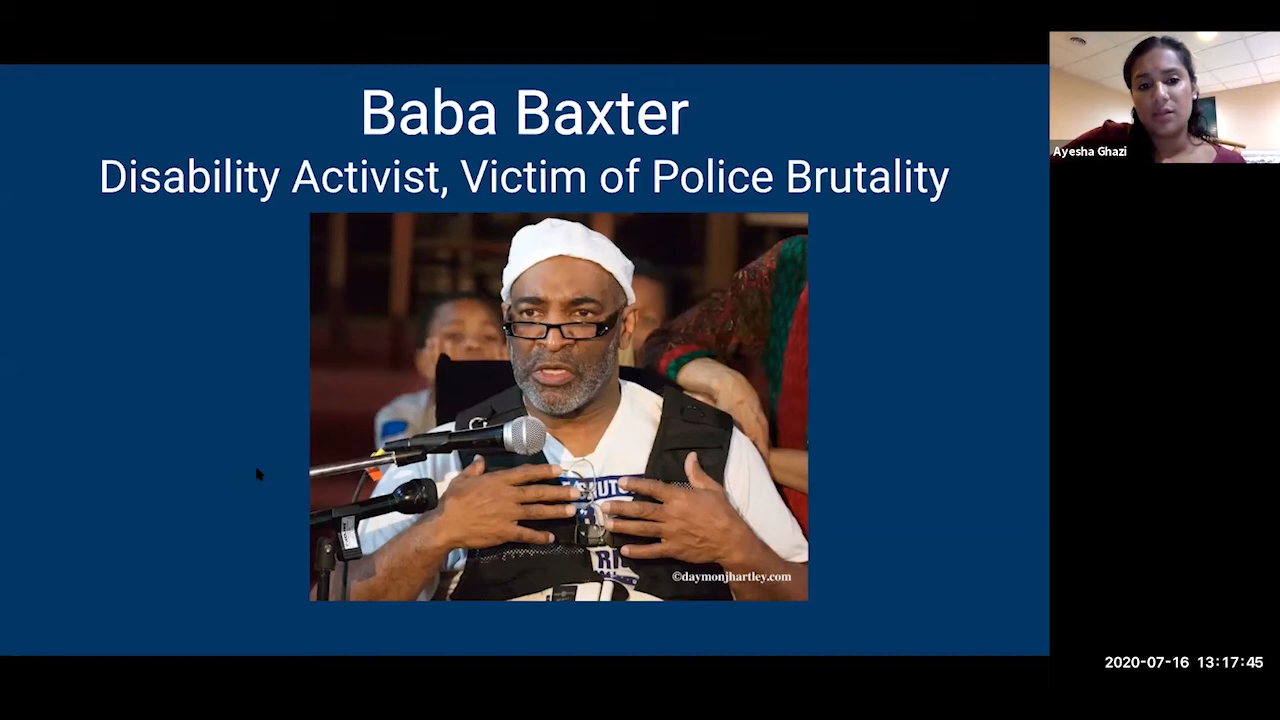 Baba Baxter
Disability Activist, Victim of Police Brutality
Ayesha Ghazi
©daymonjhartley.com
2020-07-16 13:17:45